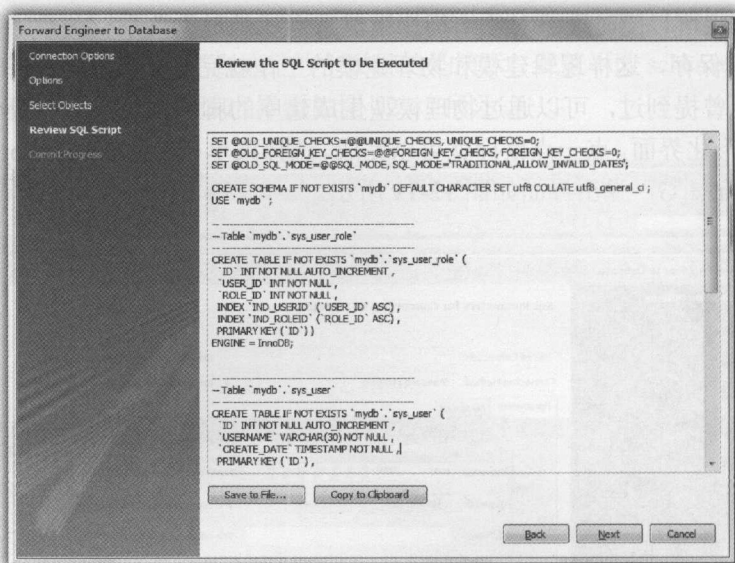 Forward Engineer to Database
Connection Options
Options
Select Objects
Review SQL Script
Commit Progress
Review the SQL Script to be Executed
SET @OLD_UNIQUE_CHECKS=@@UNIQUE_CHECKS, UNIQUE_CHECKS=0;
SET @OLD_FOREIGN_KEY_CHECKS=@@FOREIGN_KEY_CHECKS, FOREIGN_KEY_CHECKS=0;
SET @OLD_SQL_MODE=@@SQL_MODE, SQL_MODE='TRADITIONAL,ALLOW_INVALID_DATES';
CREATE SCHEMA IF NOT EXISTS `mydb` DEFAULT CHARACTER SET utf8 COLLATE utf8_general_ci ;
USE `mydb` ;
-- -----------------------------------------------------
-- Table `mydb`.`sys_user_role`
-- -----------------------------------------------------
CREATE TABLE IF NOT EXISTS `mydb`.`sys_user_role` (
`ID` INT NOT NULL AUTO_INCREMENT ,
`USER_ID` INT NOT NULL ,
`ROLE_ID` INT NOT NULL ,
INDEX `IND_USERID` (`USER_ID` ASC) ,
INDEX `IND_ROLEID` (`ROLE_ID` ASC) ,
PRIMARY KEY (`ID`) )
ENGINE = InnoDB;
-- -----------------------------------------------------
-- Table `mydb`.`sys_user`
-- -----------------------------------------------------
CREATE TABLE IF NOT EXISTS `mydb`.`sys_user` (
`ID` INT NOT NULL AUTO_INCREMENT ,
`USERNAME` VARCHAR(30) NOT NULL ,
`CREATE_DATE` TIMESTAMP NOT NULL ,
PRIMARY KEY (`ID`) ,
Save to File...
Copy to Clipboard
Back
Next
Cancel